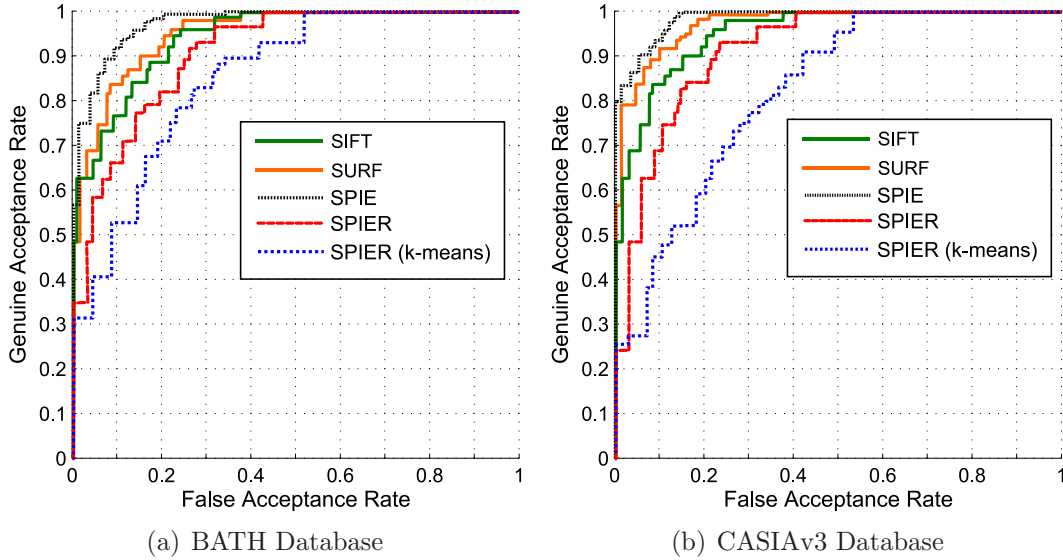 Genuine Acceptance Rate
1
0.9
0.8
0.7
0.6
0.5
0.4
0.3
0.2
0.1
0
0 0.2 0.4 0.6 0.8 1
False Acceptance Rate
SIFT
SURF
SPIE
SPIER
SPIER (k-means)
(a) BATH Database
Genuine Acceptance Rate
1
0.9
0.8
0.7
0.6
0.5
0.4
0.3
0.2
0.1
0
0 0.2 0.4 0.6 0.8 1
False Acceptance Rate
SIFT
SURF
SPIE
SPIER
SPIER (k-means)
(b) CASIAv3 Database